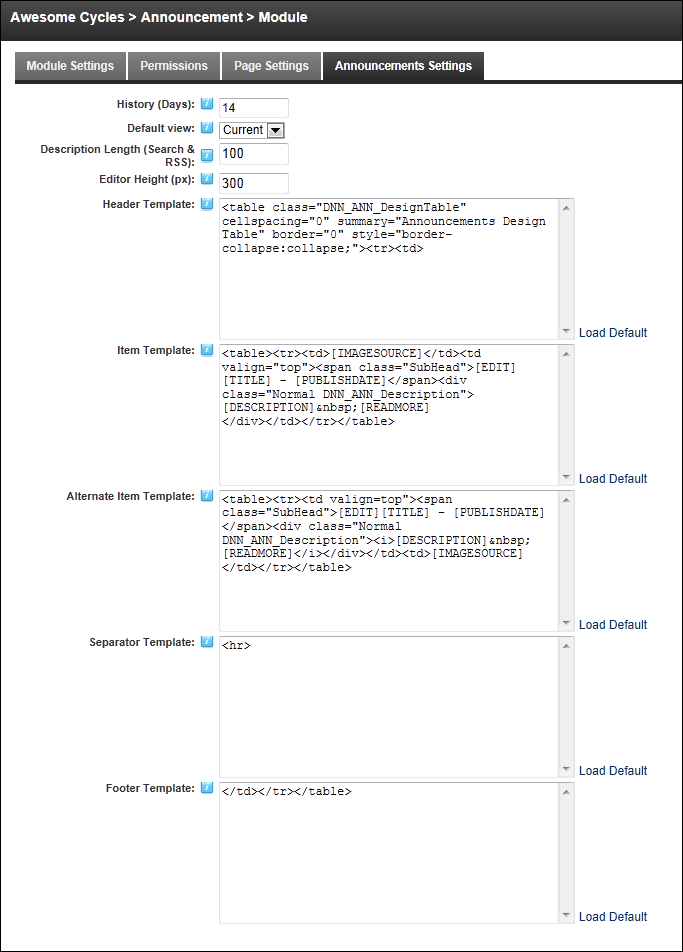 Awesome Cycles > Announcement > Module
Module Settings Permissions Page Settings Announcements Settings
History (Days): 14
Default view: Current
Description Length (Search &
RSS): 100
Editor Height (px): 300
Header Template:
<table class="DNN_ANN_DesignTable"
cellspacing="0" summary="Announcements Design
Table" border="0" style="border-
collapse:collapse;"><tr><td>
Load Default
Item Template:
<table><tr><td>[IMAGESOURCE]</td><td
valign="top"><span class="SubHead">[EDIT]
[TITLE] - [PUBLISHDATE]</span><div
class="Normal DNN_ANN_Description">
[DESCRIPTION]&nbsp;[READMORE]
</div></td></tr></table>
Load Default
Alternate Item Template:
<table><tr><td valign=top"><span
class="SubHead">[EDIT][TITLE] - [PUBLISHDATE]
</span><div class="Normal
DNN_ANN_Description"><i>[DESCRIPTION]&nbsp;
[READMORE]</i></div></td><td>[IMAGESOURCE]
</td></tr></table>
Load Default
Separator Template:
<hr>
Load Default
Footer Template:
</td></tr></table>
Load Default